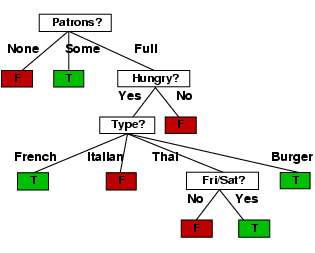 Patrons?
None Some Full
F T Hungry?
Yes No
Type? F
French Italian Thai Burger
T F Fri/Sat? T
No Yes
F T